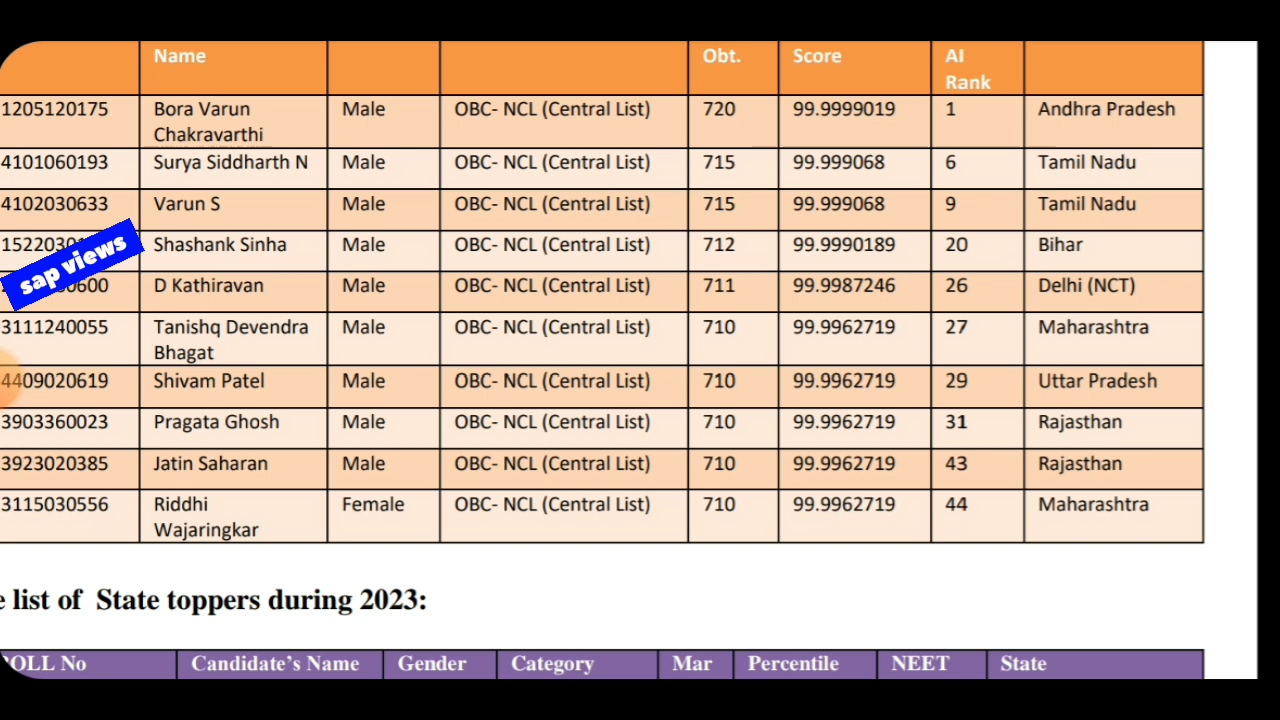 Name Obt. Score AI
Rank
1205120175 Bora Varun Male OBC- NCL (Central List) 720 99.9999019 1 Andhra Pradesh
Chakravarthi
4101060193 Surya Siddharth N Male OBC- NCL (Central List) 715 99.999068 6 Tamil Nadu
4102030633 Varun S Male OBC- NCL (Central List) 715 99.999068 9 Tamil Nadu
Shashank Sinha Male OBC- NCL (Central List) 712 99.9990189 20 Bihar
sap views
D Kathiravan Male OBC- NCL (Central List) 711 99.9987246 26 Delhi (NCT)
3111240055 Tanishq Devendra Male OBC- NCL (Central List) 710 99.9962719 27 Maharashtra
Bhagat
4409020619 Shivam Patel Male OBC- NCL (Central List) 710 99.9962719 29 Uttar Pradesh
3903360023 Pragata Ghosh Male OBC- NCL (Central List) 710 99.9962719 31 Rajasthan
3923020385 Jatin Saharan Male OBC- NCL (Central List) 710 99.9962719 43 Rajasthan
3115030556 Riddhi Female OBC- NCL (Central List) 710 99.9962719 44 Maharashtra
Wajaringkar
list of State toppers during 2023:
ROLL No Candidate's Name Gender Category Mar Percentile NEET State